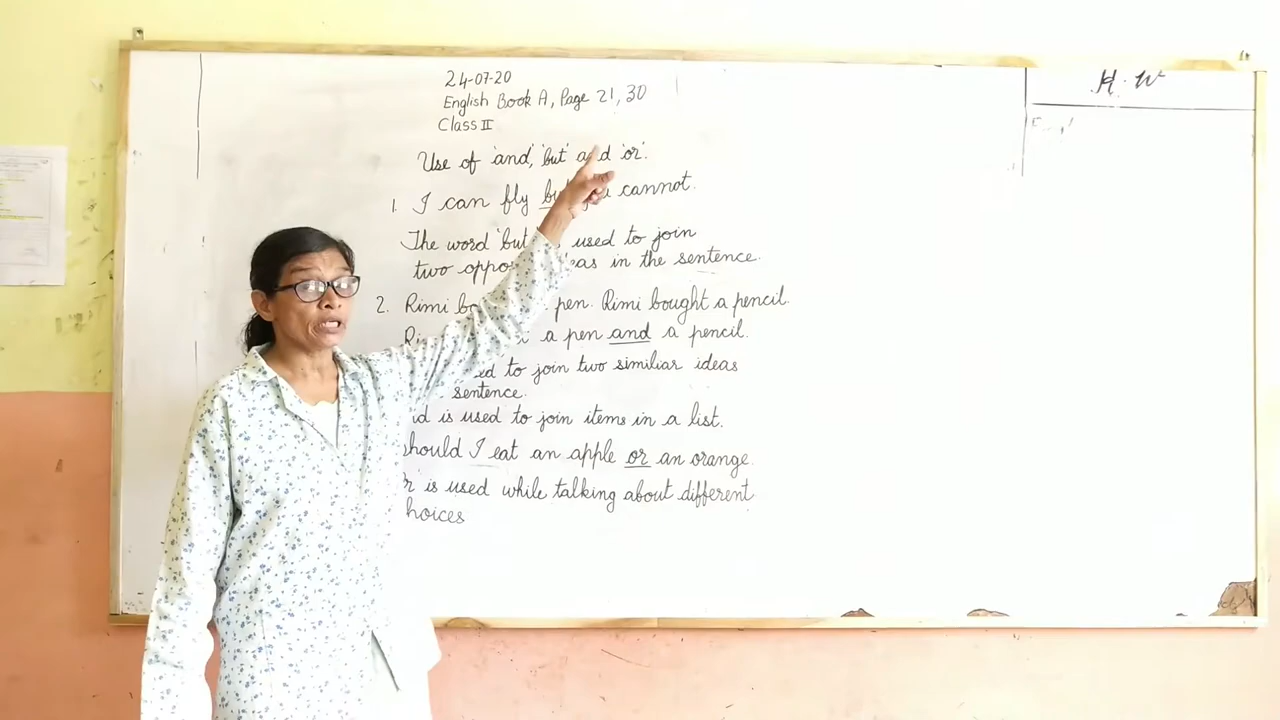 24-07-20
English Book A, Page 21, 30
Class II
H.W
Use of 'and', 'but' and 'or'.
1. I can fly but cannot.
The word 'but used to join
two in the sentence.
2. Rimi pen. Rimi bought a pencil.
a pen and a pencil.
to join two similiar ideas
sentence.
is used to join items in a list.
should I eat an apple or an orange.
is used while talking about different